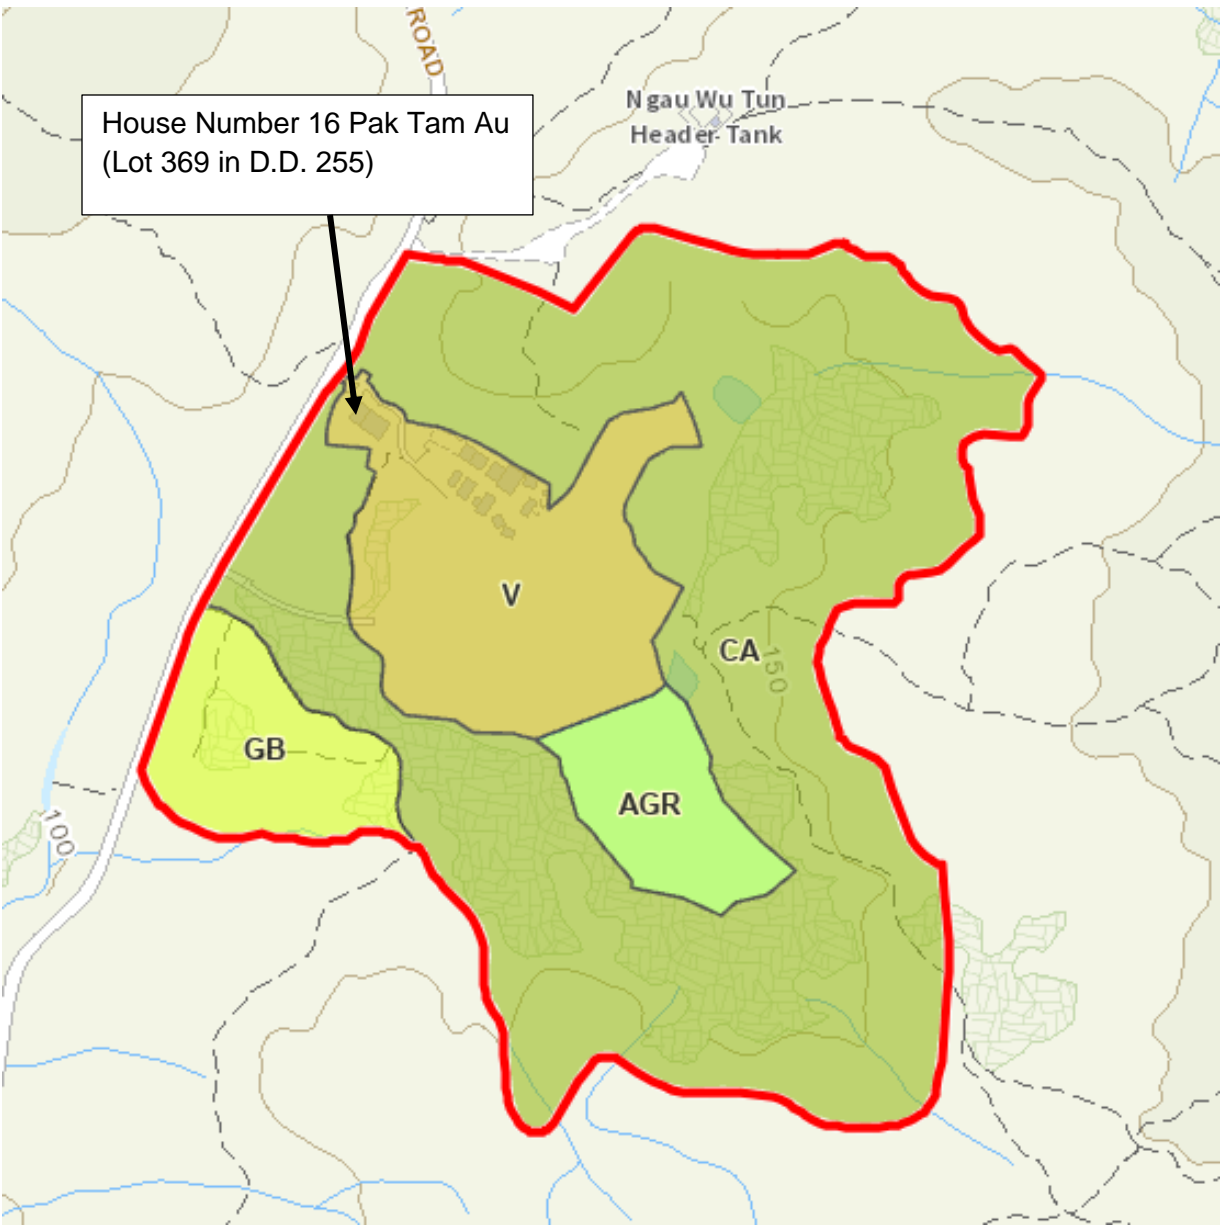 ROAD
Ngau Wu Tun
Header Tank
House Number 16 Pak Tam Au
(Lot 369 in D.D. 255)
V
CA
150
GB
AGR
100